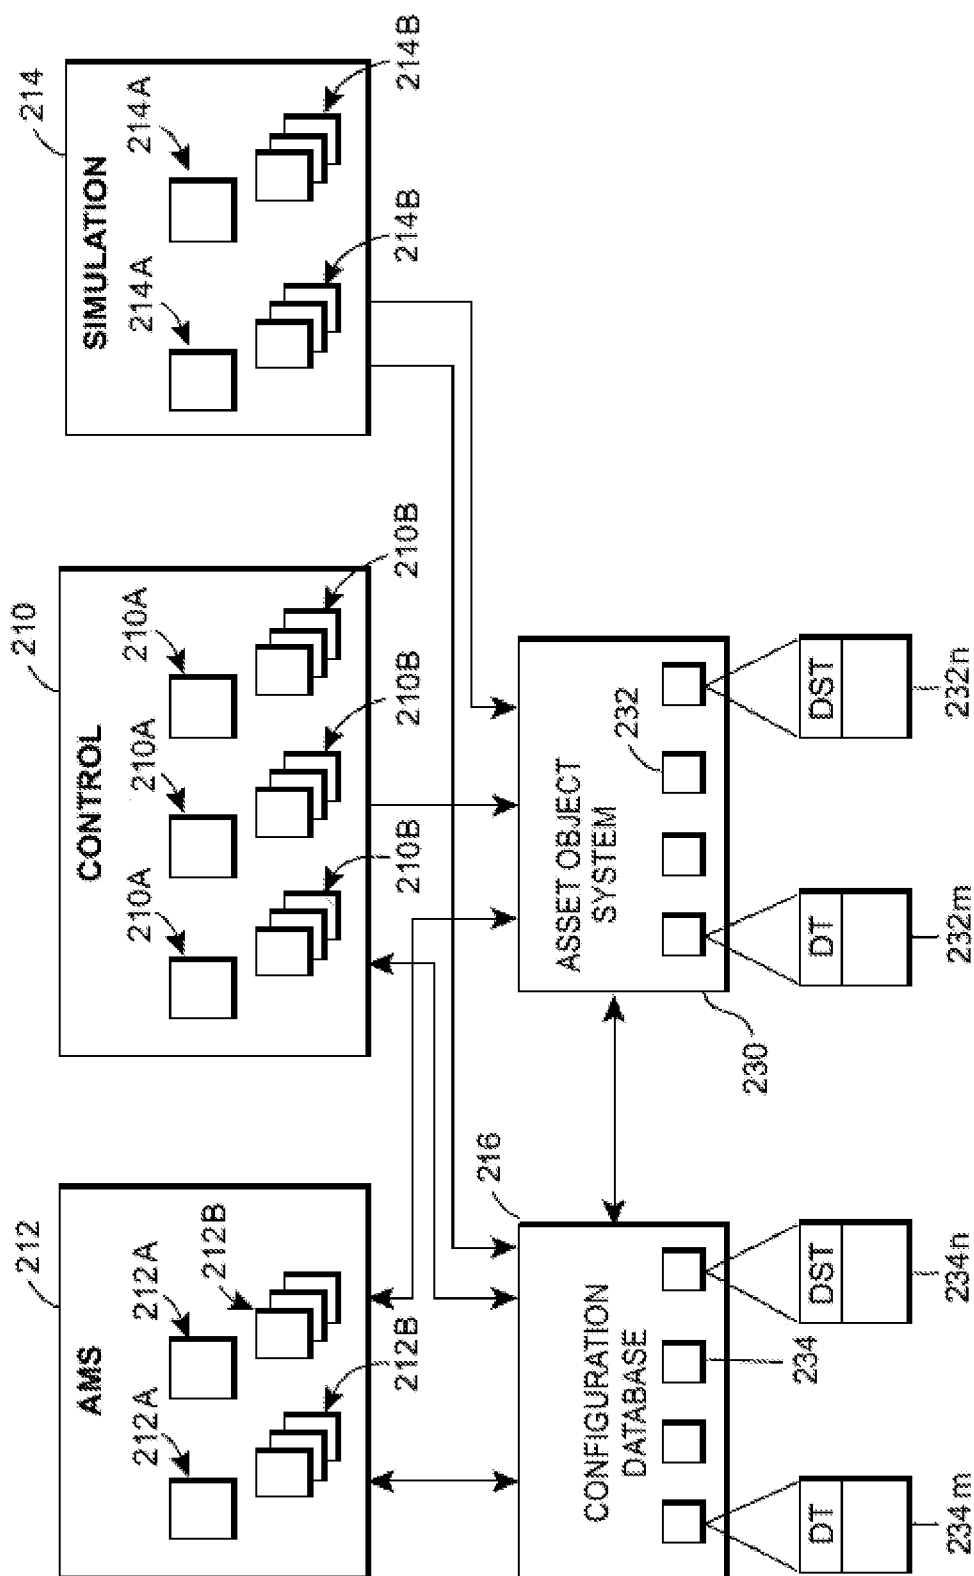 212
AMS
212A
212A
212B
212B
210
CONTROL
210A
210A
210A
210B
210B
210B
214
SIMULATION
214A
214A
214B
214B
216
CONFIGURATION
DATABASE
234
DT
234m
DST
234n
230
ASSET OBJECT
SYSTEM
232
DT
232m
DST
232n